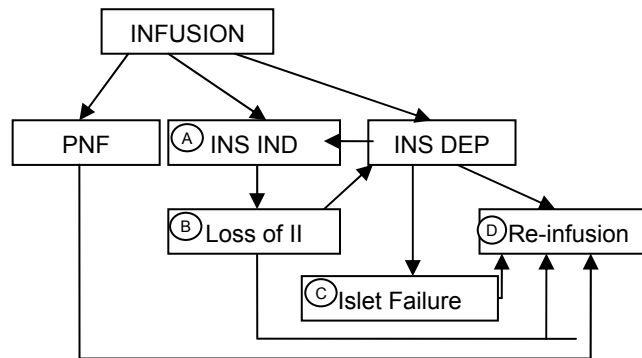 INFUSION
PNF
A INS IND
INS DEP
B Loss of II
D Re-infusion
C Islet Failure